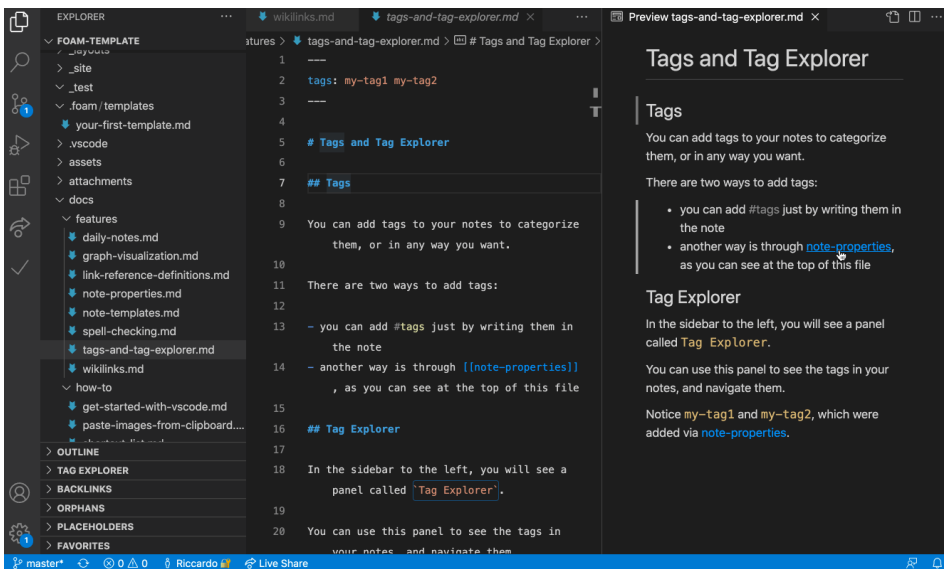 EXPLORER
FOAM-TEMPLATE
_layouts
_site
_test
.foam / templates
your-first-template.md
.vscode
assets
attachments
docs
features
daily-notes.md
graph-visualization.md
link-reference-definitions.md
note-properties.md
note-templates.md
spell-checking.md
tags-and-tag-explorer.md
wikilinks.md
how-to
get-started-with-vscode.md
paste-images-from-clipboard....
OUTLINE
TAG EXPLORER
BACKLINKS
ORPHANS
PLACEHOLDERS
FAVORITES
1
1
wikilinks.md tags-and-tag-explorer.md
atures > tags-and-tag-explorer.md > # Tags and Tag Explorer >
1 ---
2 tags: my-tag1 my-tag2
3 ---
4
5 # Tags and Tag Explorer
6
7 ## Tags
8
9 You can add tags to your notes to categorize
them, or in any way you want.
10
11 There are two ways to add tags:
12
13 - you can add #tags just by writing them in
the note
14 - another way is through [[note-properties]]
, as you can see at the top of this file
15
16 ## Tag Explorer
17
18 In the sidebar to the left, you will see a
panel called `Tag Explorer`.
19
20 You can use this panel to see the tags in
your notes, and navigate them
Preview tags-and-tag-explorer.md
Tags and Tag Explorer
Tags
You can add tags to your notes to categorize
them, or in any way you want.
There are two ways to add tags:
• you can add #tags just by writing them in
the note
• another way is through note-properties,
as you can see at the top of this file
Tag Explorer
In the sidebar to the left, you will see a panel
called Tag Explorer.
You can use this panel to see the tags in your
notes, and navigate them.
Notice my-tag1 and my-tag2, which were
added via note-properties.
master* 0 0 Riccardo Live Share